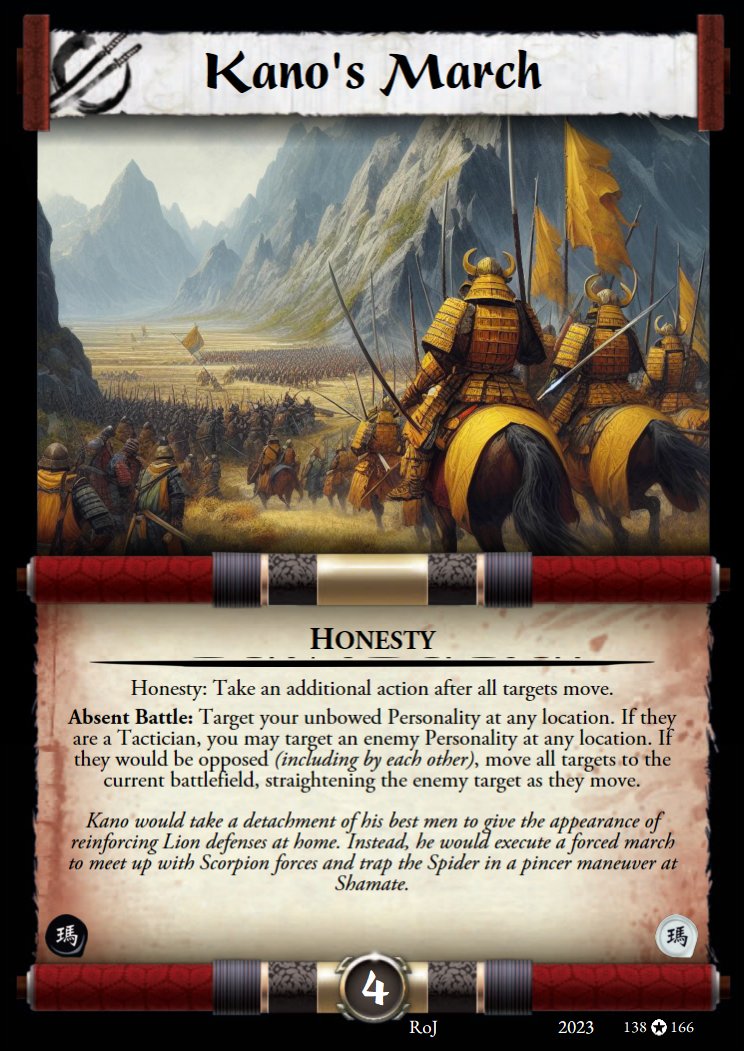 Kano's March
HONESTY
Honesty: Take an additional action after all targets move.
Absent Battle: Target your unbowed Personality at any location. If they
are a Tactician, you may target an enemy Personality at any location. If
they would be opposed (including by each other), move all targets to the
current battlefield, straightening the enemy target as they move.
Kano would take a detachment of his best men to give the appearance of
reinforcing Lion defenses at home. Instead, he would execute a forced march
to meet up with Scorpion forces and trap the Spider in a pincer maneuver at
Shamate.
瑪 瑪
4
RoJ 2023 138 ✪ 166